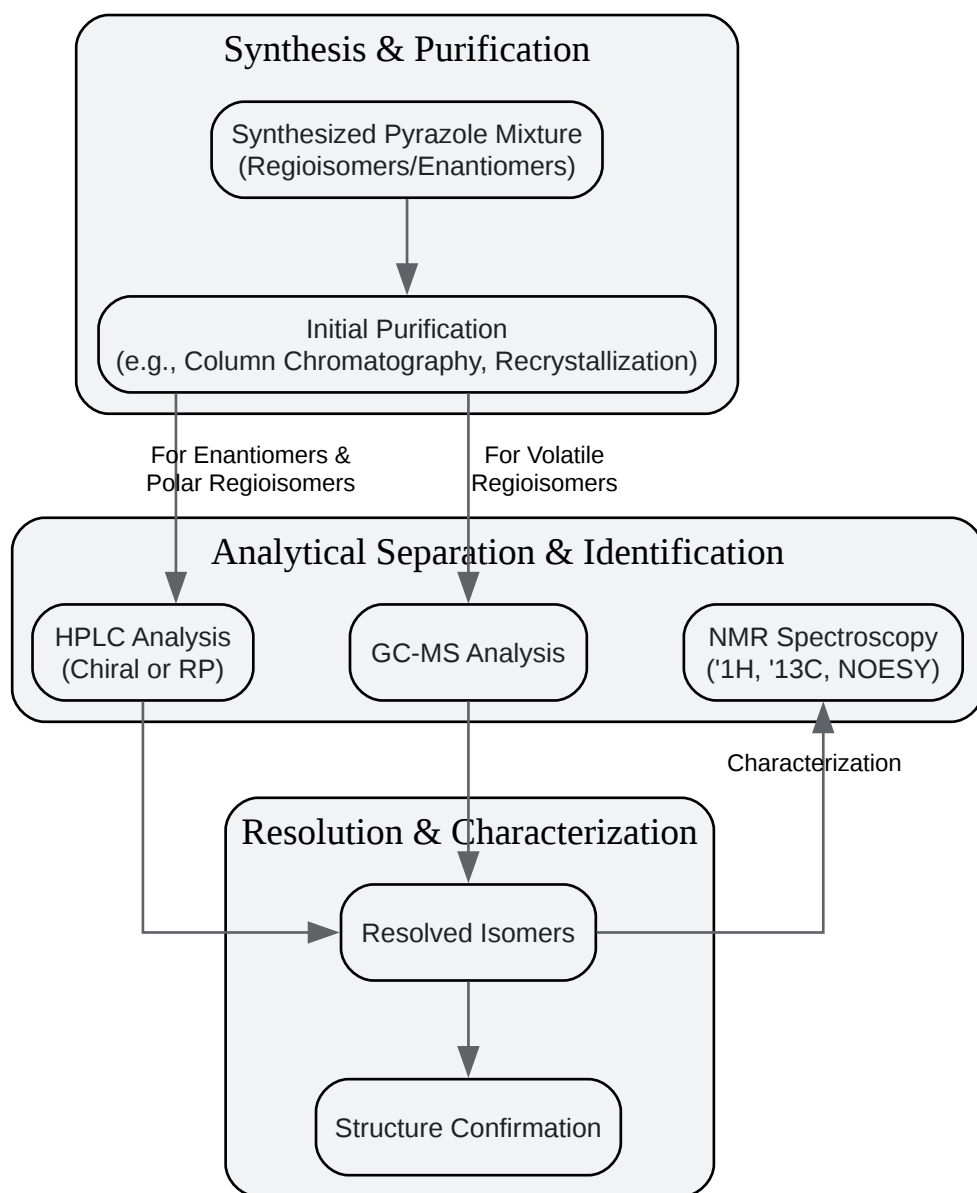 Synthesis & Purification
Synthesized Pyrazole Mixture
(Regioisomers/Enantiomers)
Initial Purification
(e.g., Column Chromatography, Recrystallization)
For Enantiomers &
Polar Regioisomers
For Volatile
Regioisomers
Analytical Separation & Identification
HPLC Analysis
(Chiral or RP)
GC-MS Analysis
NMR Spectroscopy
('1H, '13C, NOESY)
Characterization
Resolution & Characterization
Resolved Isomers
Structure Confirmation